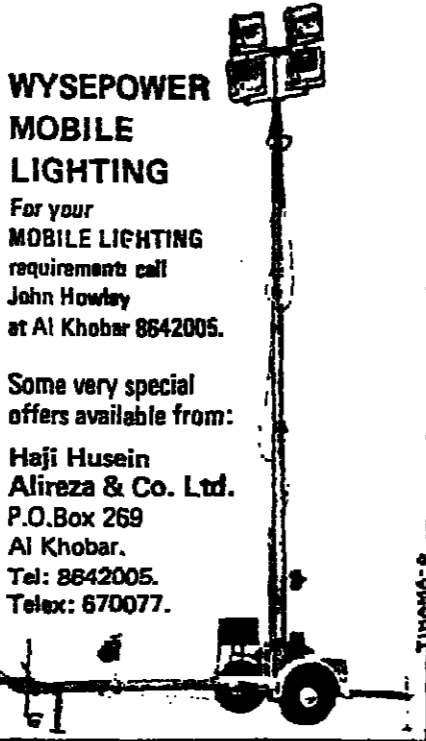 WYSEPOWER
MOBILE
LIGHTING
For your
MOBILE LIGHTING
requirements call
John Howley
at Al Khobar 8642005.
Some very special
offers available from:
Haji Husein
Alireza & Co. Ltd.
P.O.Box 269
Al Khobar.
Tel: 8642005.
Telex: 670077.
TIHAMA-